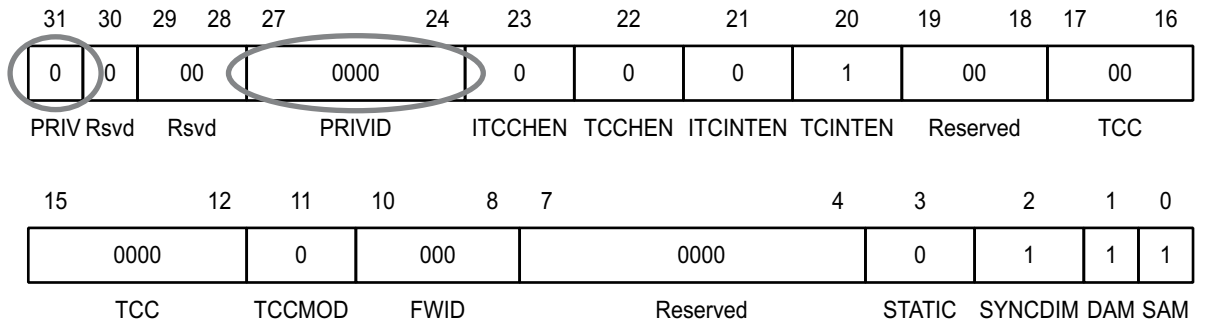 31 30 29 28 27 24 23 22 21 20 19 18 17 16
0 0 00 0000 0 0 0 1 00 00
PRIV Rsvd Rsvd PRIVID ITCCHEN TCCHEN ITCINTEN TCINTEN Reserved TCC
15 12 11 10 8 7 4 3 2 1 0
0000 0 000 0000 0 1 1 1
TCC TCCMOD FWID Reserved STATIC SYNCDIM DAM SAM